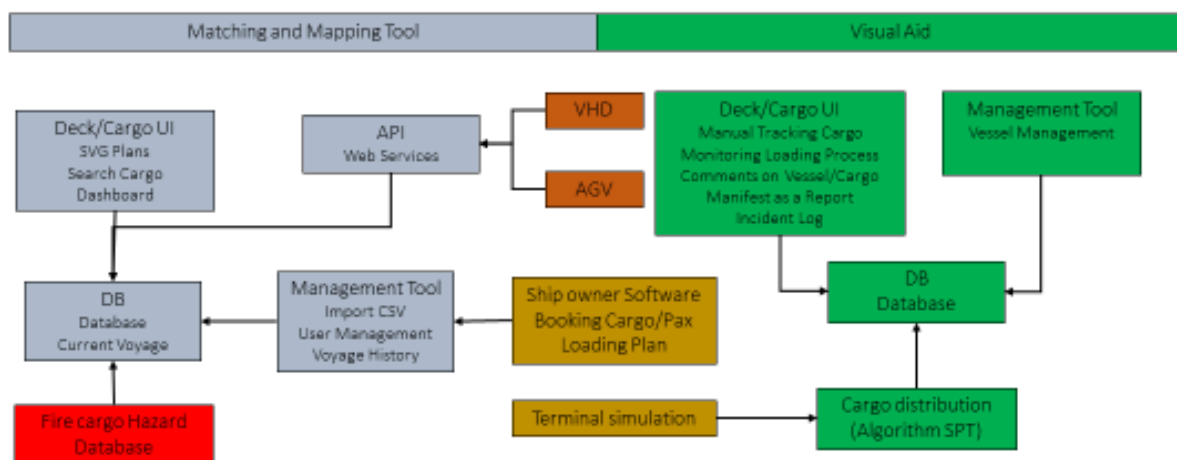 Matching and Mapping Tool
Visual Aid
Deck/Cargo UI
SVG Plans
Search Cargo
Dashboard
API
Web Services
VHD
AGV
Deck/Cargo UI
Manual Tracking Cargo
Monitoring Loading Process
Comments on Vessel/Cargo
Manifest as a Report
Incident Log
Management Tool
Vessel Management
DB
Database
Current Voyage
Management Tool
Import CSV
User Management
Voyage History
Ship owner Software
Booking Cargo/Pax
Loading Plan
DB
Database
Fire cargo Hazard
Database
Terminal simulation
Cargo distribution
(Algorithm SPT)